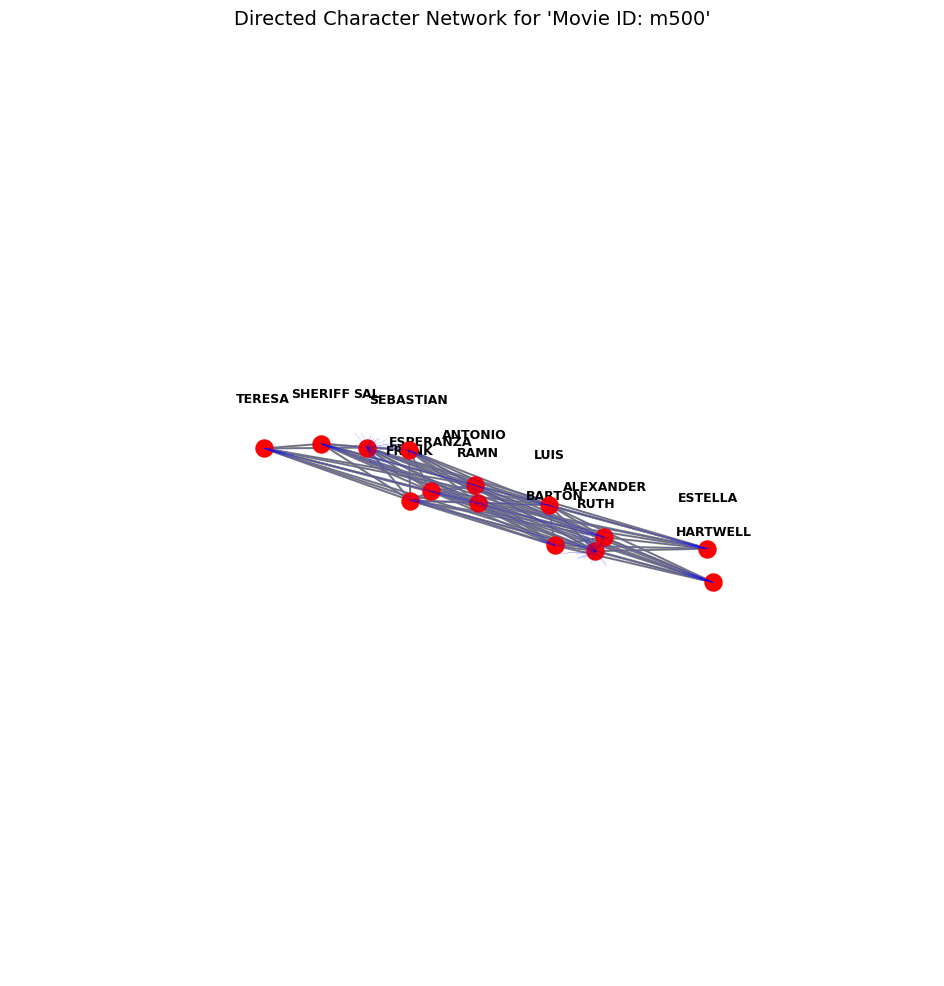 Directed Character Network for 'Movie ID: m500'
TERESA
SHERIFF
SAL
SEBASTIAN
ESPERANZA
ANTONIO
FRANK
RAMN
LUIS
BARTON
ALEXANDER
RUTH
ESTELLA
HARTWELL